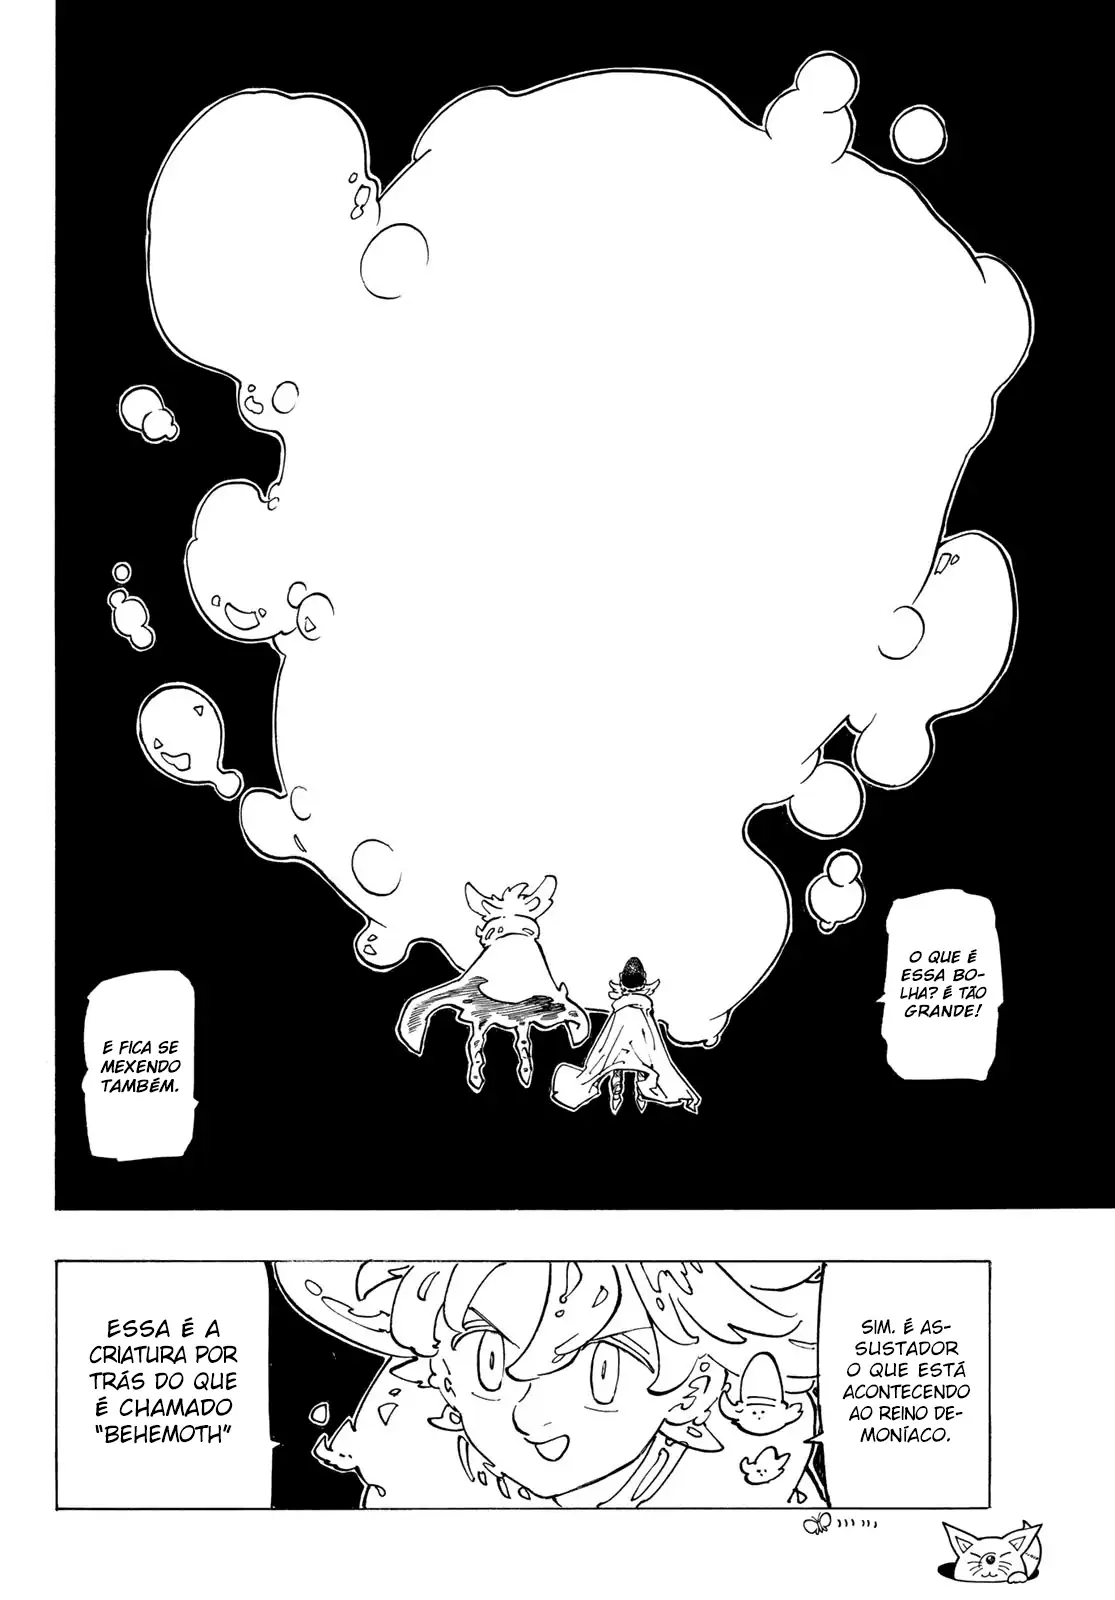 O QUE É
ESSA BO-
LHA? É TÃO
GRANDE!
E FICA SE
MEXENDO
TAMBÉM.
SIM. É AS-
SUSTADOR
O QUE ESTÁ
ACONTECENDO
AO REINO DE-
MONÍACO.
ESSA É A
CRIATURA POR
TRÁS DO QUE
É CHAMADO
"BEHEMOTH"